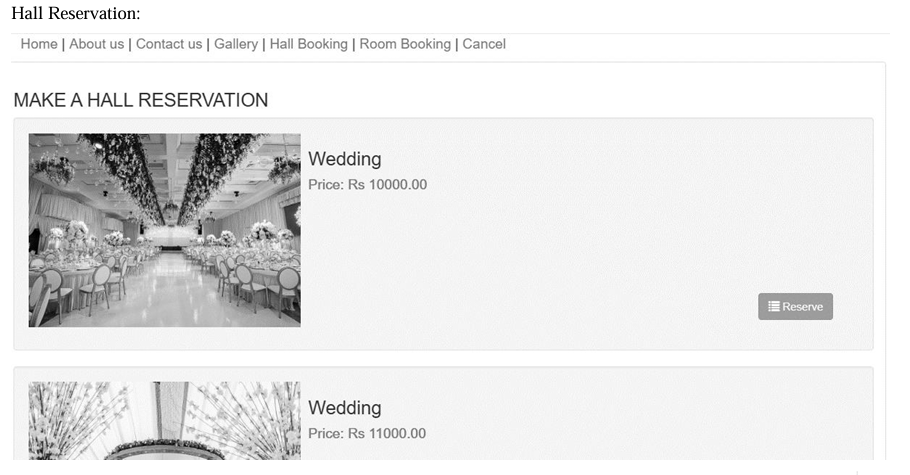 Hall Reservation:
Home | About us | Contact us | Gallery | Hall Booking | Room Booking | Cancel
MAKE A HALL RESERVATION
Wedding
Price: Rs 10000.00
Reserve
Wedding
Price: Rs 11000.00